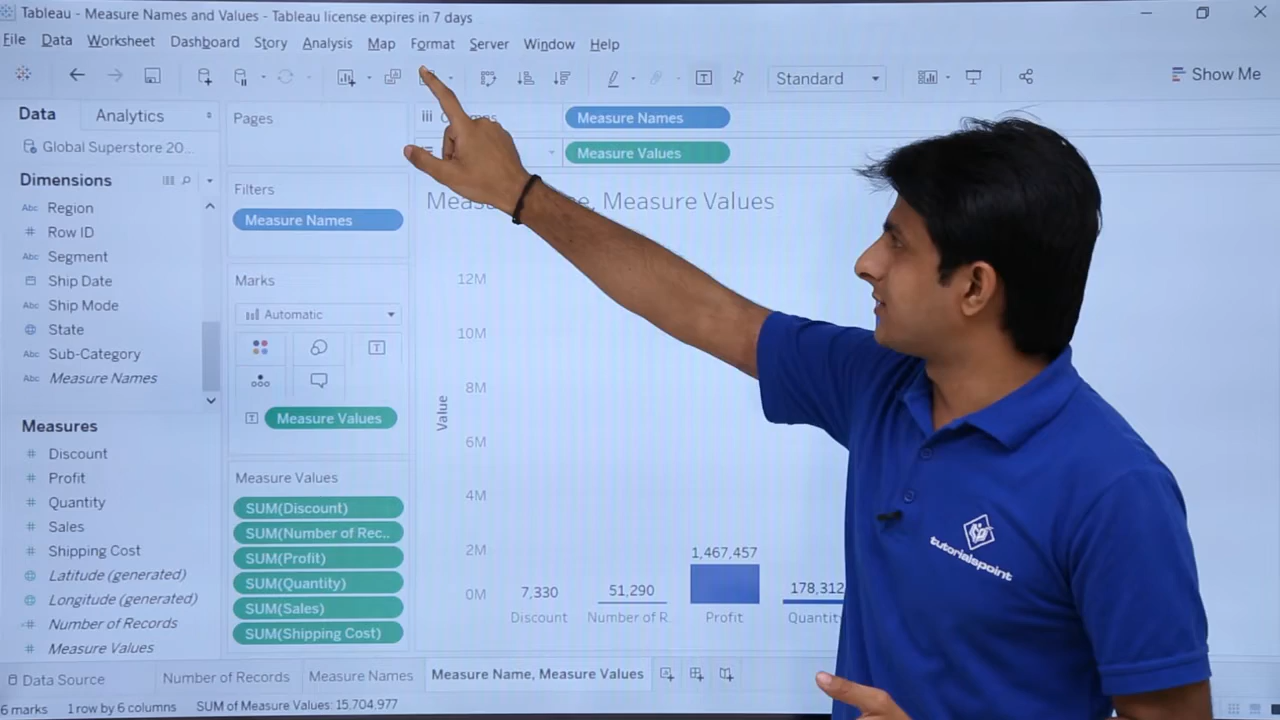 Tableau - Measure Names and Values - Tableau license expires in 7 days
File Data Worksheet Dashboard Story Analysis Map Format Server Window Help
Standard
Show Me
Data Analytics
Global Superstore 20...
Dimensions
Abc Region
# Row ID
Abc Segment
Ship Date
Abc Ship Mode
State
Abc Sub-Category
Abc Measure Names
Measures
# Discount
# Profit
# Quantity
# Sales
# Shipping Cost
Latitude (generated)
Longitude (generated)
# Number of Records
# Measure Values
Pages
Filters
Measure Names
Marks
Automatic
T
T Measure Values
Measure Values
SUM(Discount)
SUM(Number of Rec..
SUM(Profit)
SUM(Quantity)
SUM(Sales)
SUM(Shipping Cost)
iii Measure Names
Measure Values
Measure Values
Value
12M
10M
8M
6M
4M
2M
0M
7,330 51,290 1,467,457 178,312
Discount Number of R.. Profit
tutorialspoint
Data Source Number of Records Measure Names Measure Name, Measure Values
6 marks 1 row by 6 columns SUM of Measure Values: 15,704,977